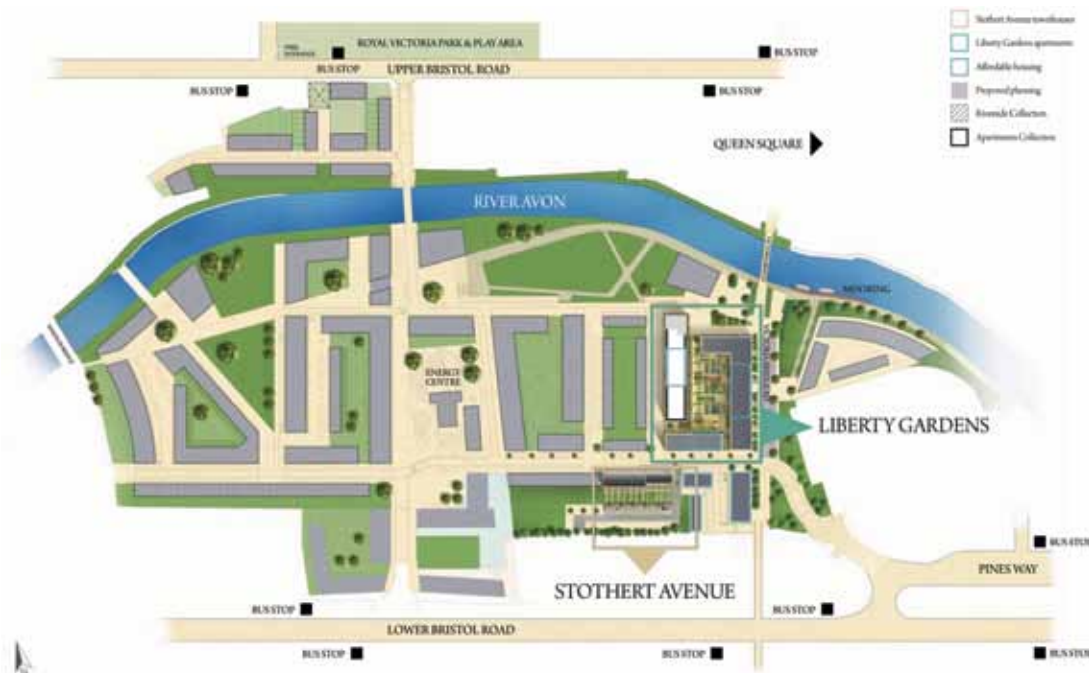 Stothert Avenue townhouses
Liberty Gardens apartments
Affordable housing
Proposed planning
Riverside Collection
Apartments Collection
PARK
ENTRANCE
ROYAL VICTORIA PARK & PLAY AREA
BUS STOP
BUS STOP
UPPER BRISTOL ROAD
BUS STOP
BUS STOP
QUEEN SQUARE
RIVER AVON
MOORING
ENERGY
CENTRE
LIBERTY GARDENS
STOTHERT AVENUE
BUS STOP
PINES WAY
BUS STOP
BUS STOP
LOWER BRISTOL ROAD
BUS STOP
BUS STOP
BUS STOP